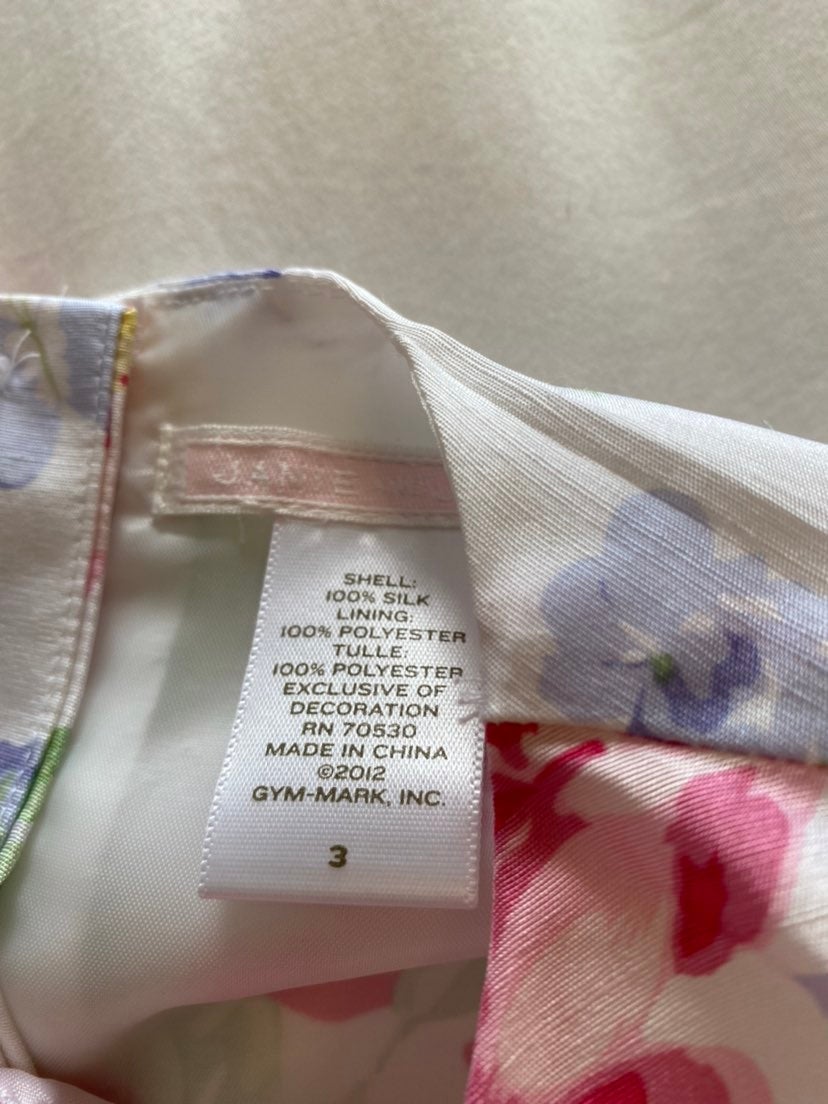 JANIE
SHELL:
100% SILK
LINING:
100% POLYESTER
TULLE:
100% POLYESTER
EXCLUSIVE OF
DECORATION
RN 70530
MADE IN CHINA
©2012
GYM-MARK, INC.
3